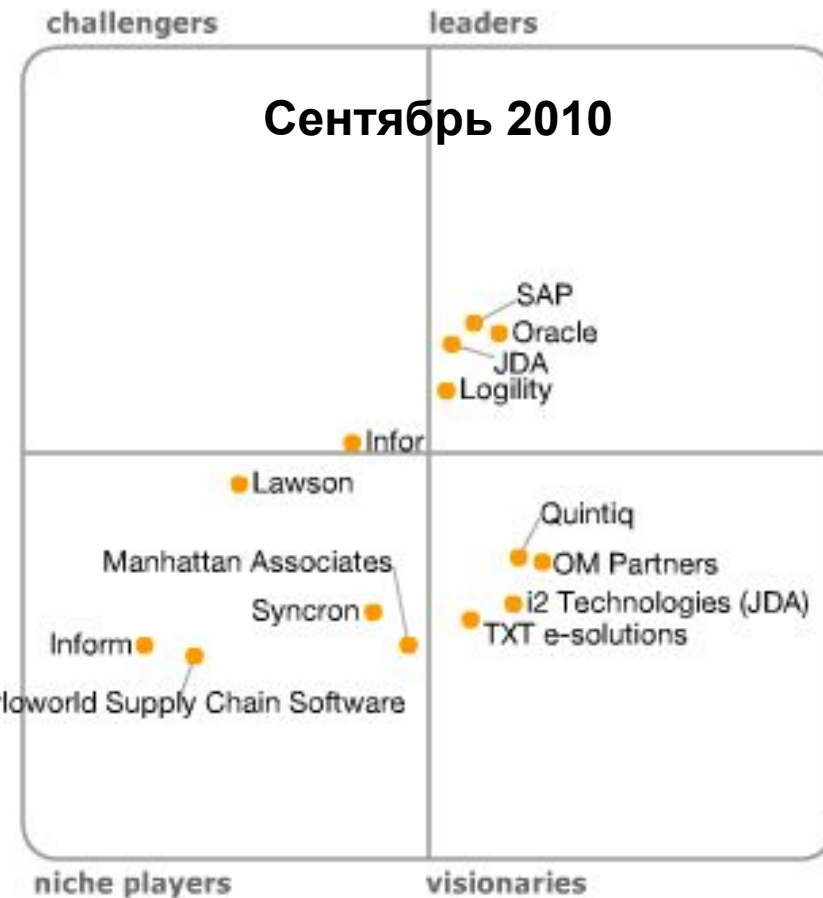 challengers
leaders
Сентябрь 2010
SAP
Oracle
JDA
Logility
Infor
Lawson
Quintiq
Manhattan Associates
OM Partners
Syncron
i2 Technologies (JDA)
TXT e-solutions
Inform
Supply Chain Software
niche players
visionaries